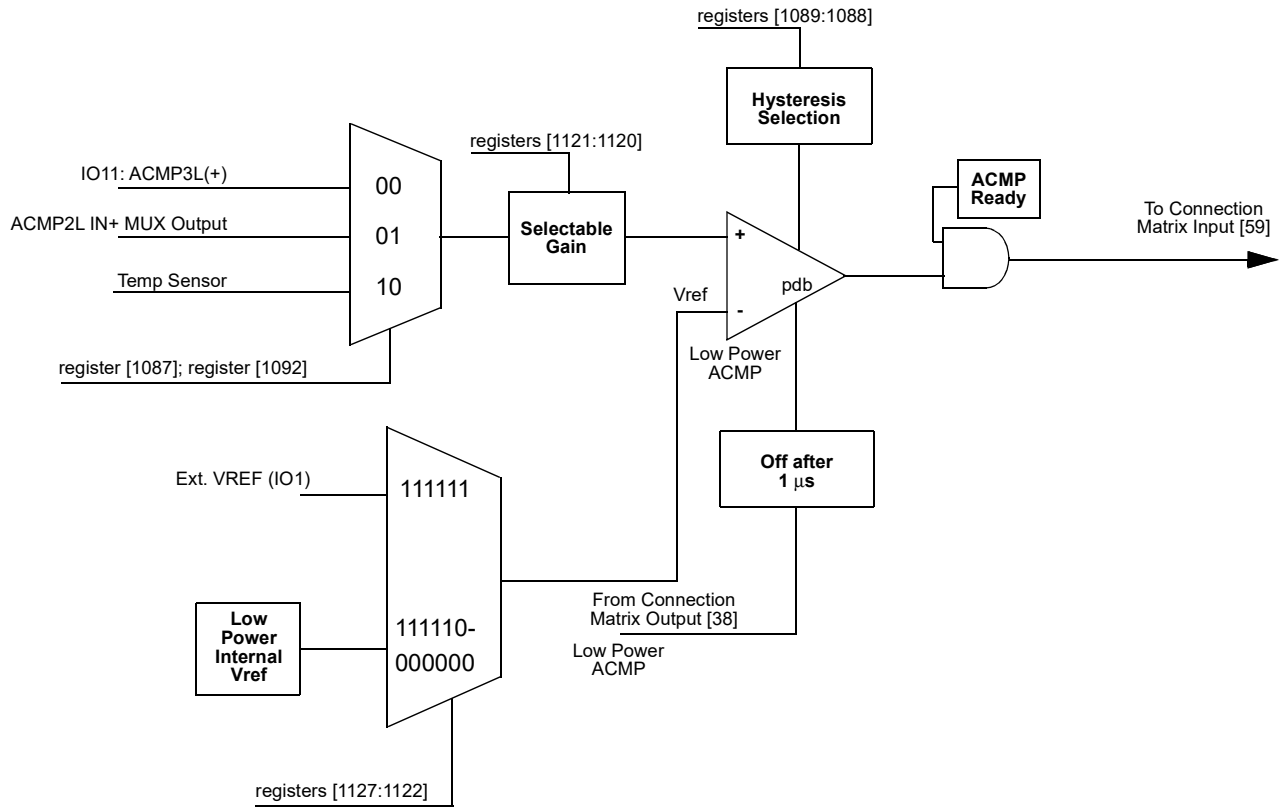 registers [1089:1088]
Hysteresis
Selection
registers [1121:1120]
IO11: ACMP3L(+)
00
ACMP2L IN+ MUX Output
01
Temp Sensor
10
Selectable
Gain
register [1087]; register [1092]
+
Vref
-
pdb
Low Power
ACMP
ACMP
Ready
To Connection
Matrix Input [59]
Off after
1 μs
Ext. VREF (IO1)
111111
Low
Power
Internal
Vref
111110-
000000
From Connection
Matrix Output [38]
Low Power
ACMP
registers [1127:1122]